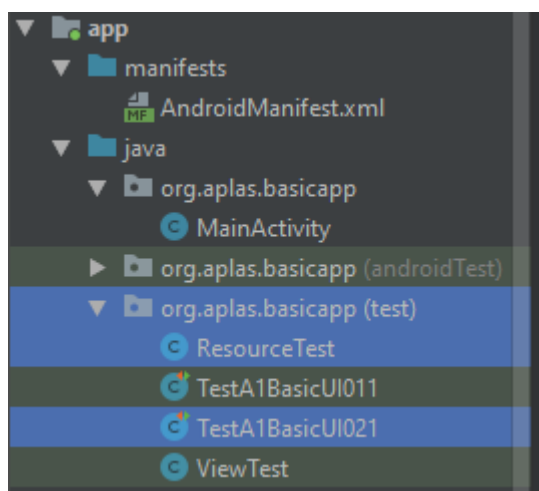 app
manifests
MF AndroidManifest.xml
java
org.aplas.basicapp
C MainActivity
org.aplas.basicapp (androidTest)
org.aplas.basicapp (test)
C ResourceTest
C TestA1BasicUI011
C TestA1BasicUI021
C ViewTest